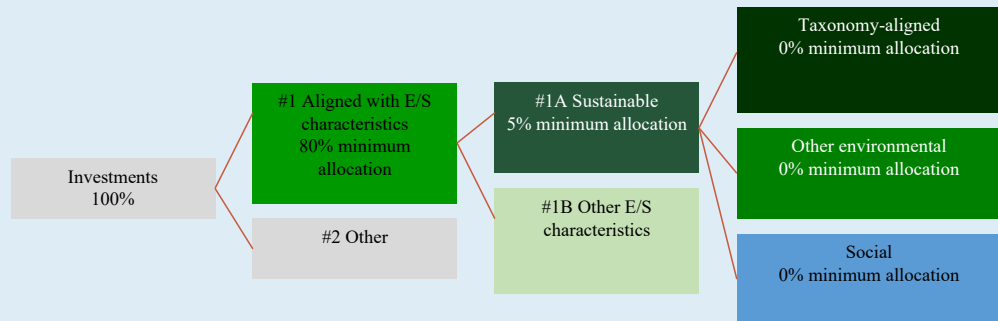 Investments
100%
#1 Aligned with E/S
characteristics
80% minimum
allocation
#2 Other
#1A Sustainable
5% minimum allocation
#1B Other E/S
characteristics
Taxonomy-aligned
0% minimum allocation
Other environmental
0% minimum allocation
Social
0% minimum allocation